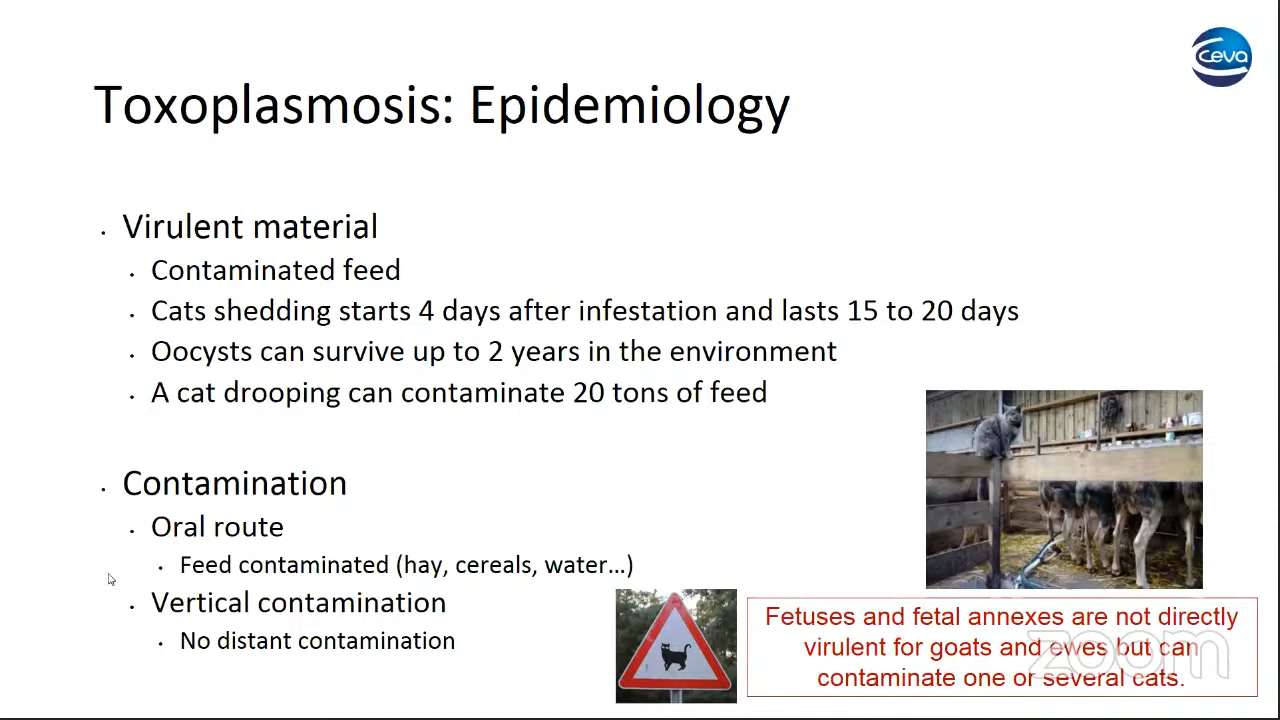 ceva
Toxoplasmosis: Epidemiology
Virulent material
Contaminated feed
Cats shedding starts 4 days after infestation and lasts 15 to 20 days
Oocysts can survive up to 2 years in the environment
A cat drooping can contaminate 20 tons of feed
Contamination
Oral route
Feed contaminated (hay, cereals, water…)
Vertical contamination
No distant contamination
Fetuses and fetal annexes are not directly
virulent for goats and ewes but can
contaminate one or several cats.
zoom